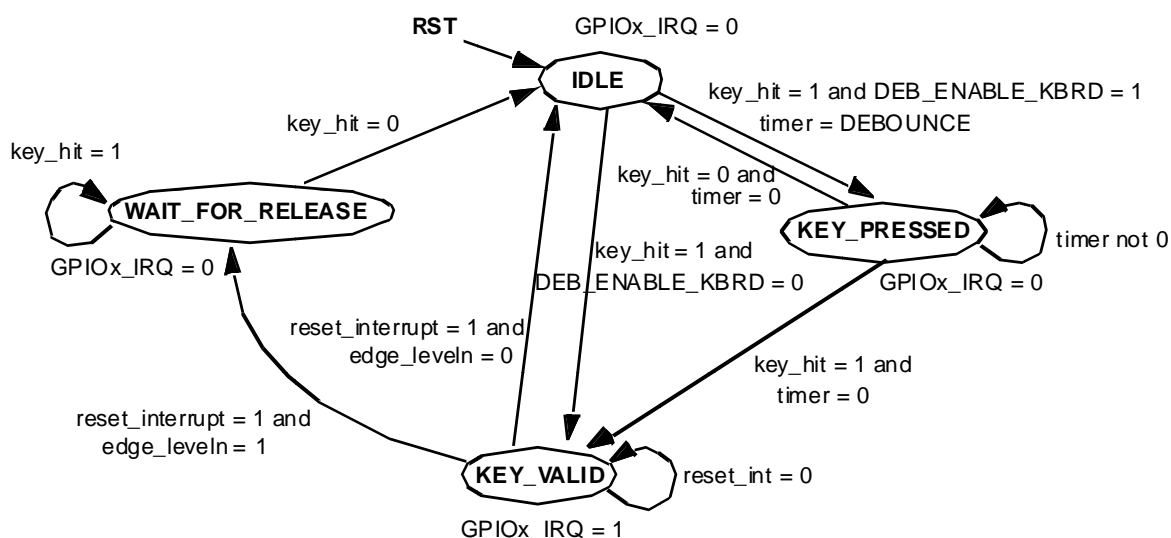 RST
GPIOx_IRQ = 0
IDLE
key_hit = 1 and DEB_ENABLE_KBRD = 1
timer = DEBOUNCE
key_hit = 0
key_hit = 1
key_hit = 0 and
timer = 0
WAIT_FOR_RELEASE
KEY_PRESSED
timer not 0
GPIOx_IRQ = 0
key_hit = 1 and
DEB_ENABLE_KBRD = 0
GPIOx_IRQ = 0
reset_interrupt = 1 and
edge_leveln = 0
key_hit = 1 and
timer = 0
reset_interrupt = 1 and
edge_leveln = 1
KEY_VALID
reset_int = 0
GPIOx_IRQ = 1